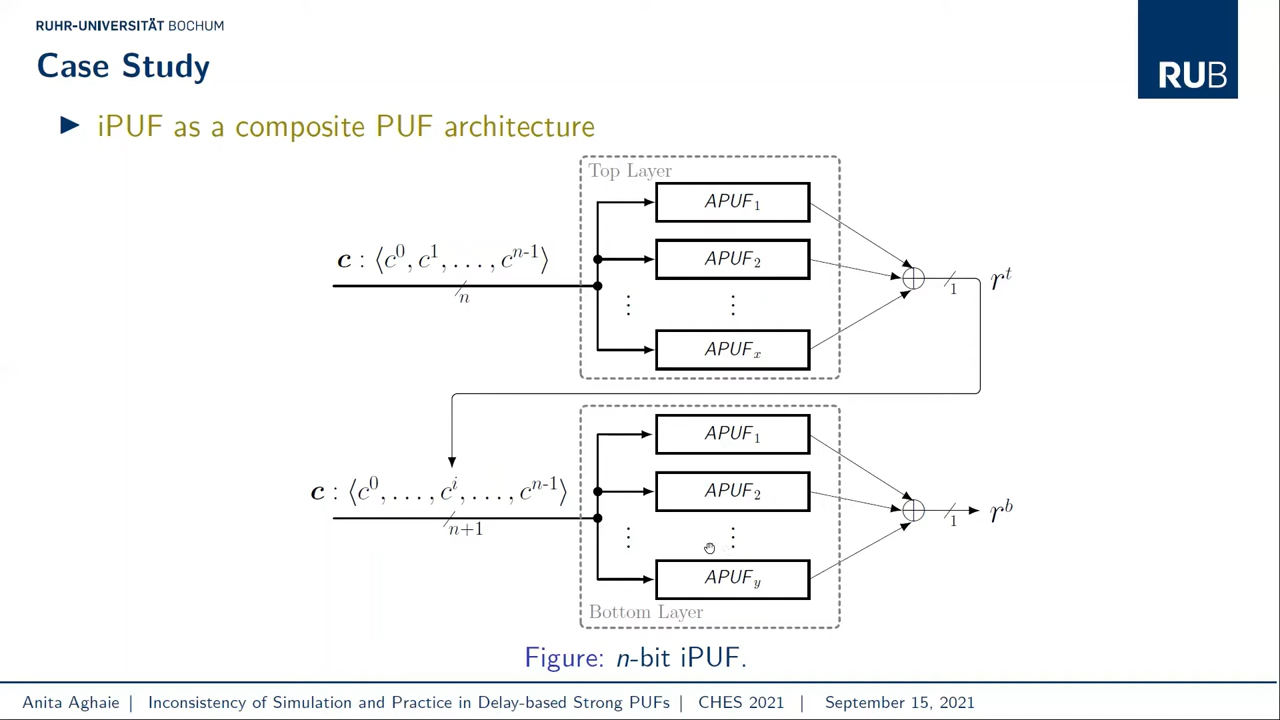 RUHR-UNIVERSITÄT BOCHUM
Case Study
RUB
▶ iPUF as a composite PUF architecture
Top Layer
APUF₁
c : ⟨c⁰, c¹, . . . , cⁿ⁻¹⟩
n
APUF₂
⋮ ⋮
APUFₓ
1
rᵗ
APUF₁
c : ⟨c⁰, . . . , cⁱ, . . . , cⁿ⁻¹⟩
n+1
APUF₂
⋮ ⋮
APUF_y
1
rᵇ
Bottom Layer
Figure: n-bit iPUF.
Anita Aghaie | Inconsistency of Simulation and Practice in Delay-based Strong PUFs | CHES 2021 | September 15, 2021